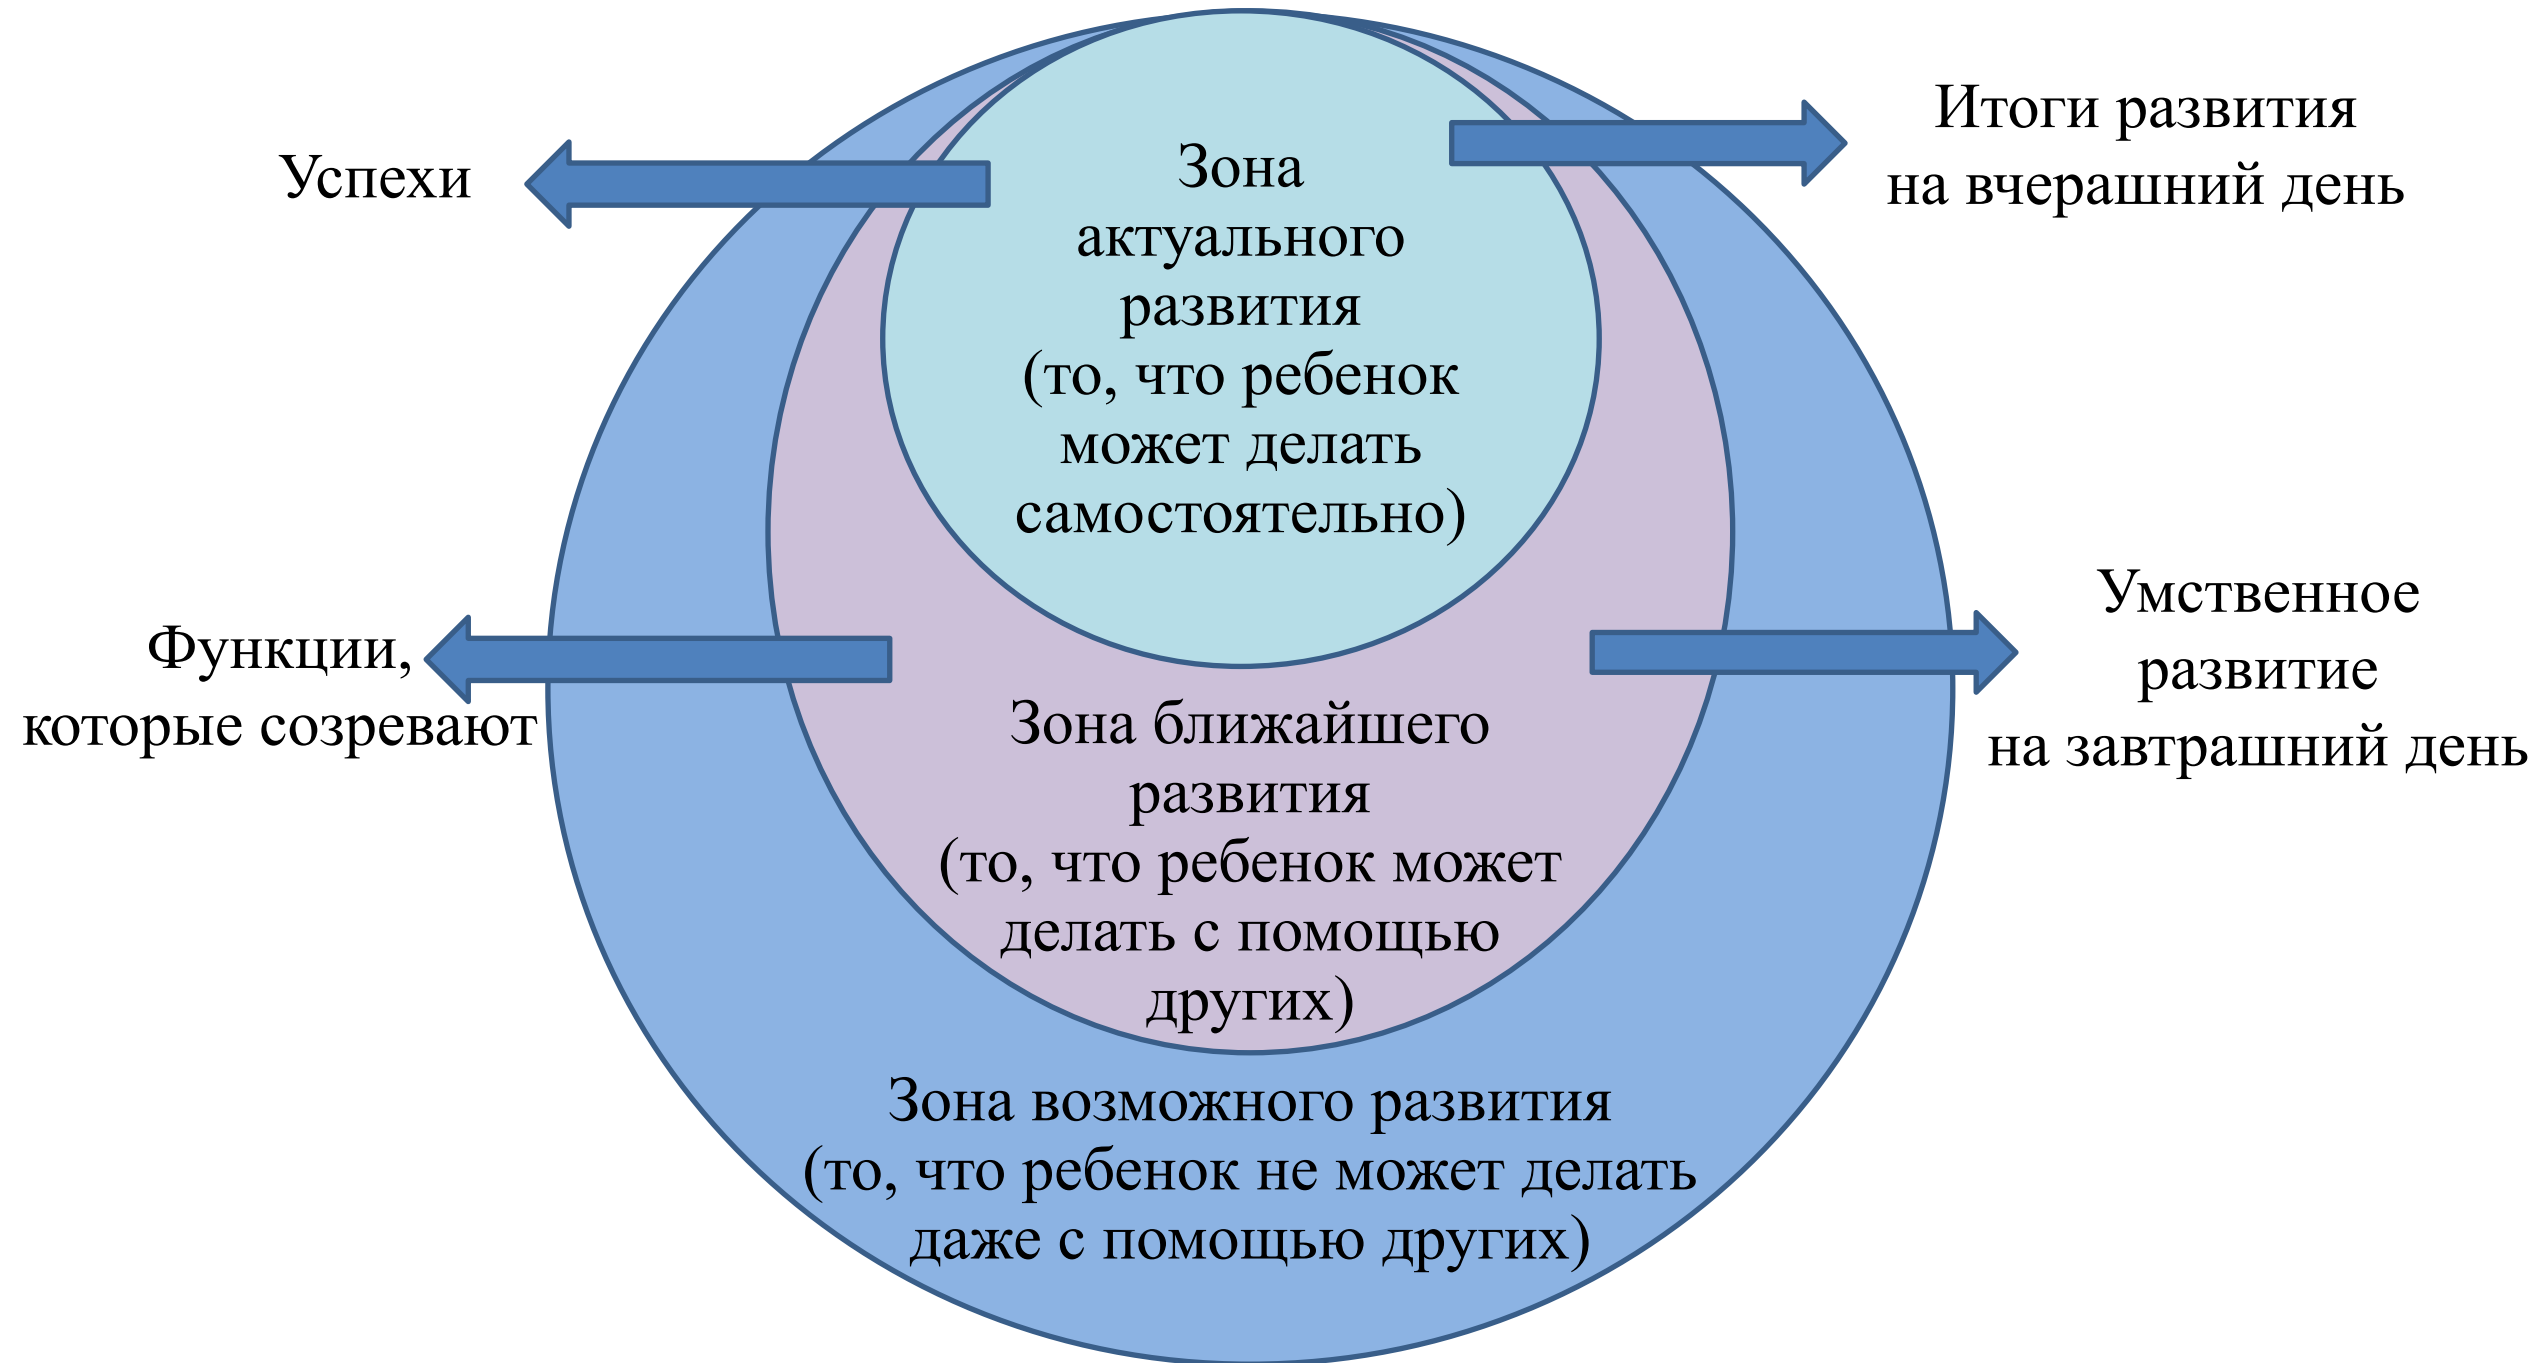 Успехи
Итоги развития
на вчерашний день
Зона
актуального
развития
(то, что ребенок
может делать
самостоятельно)
Функции,
которые созревают
Умственное
развитие
на завтрашний день
Зона ближайшего
развития
(то, что ребенок может
делать с помощью
других)
Зона возможного развития
(то, что ребенок не может делать
даже с помощью других)